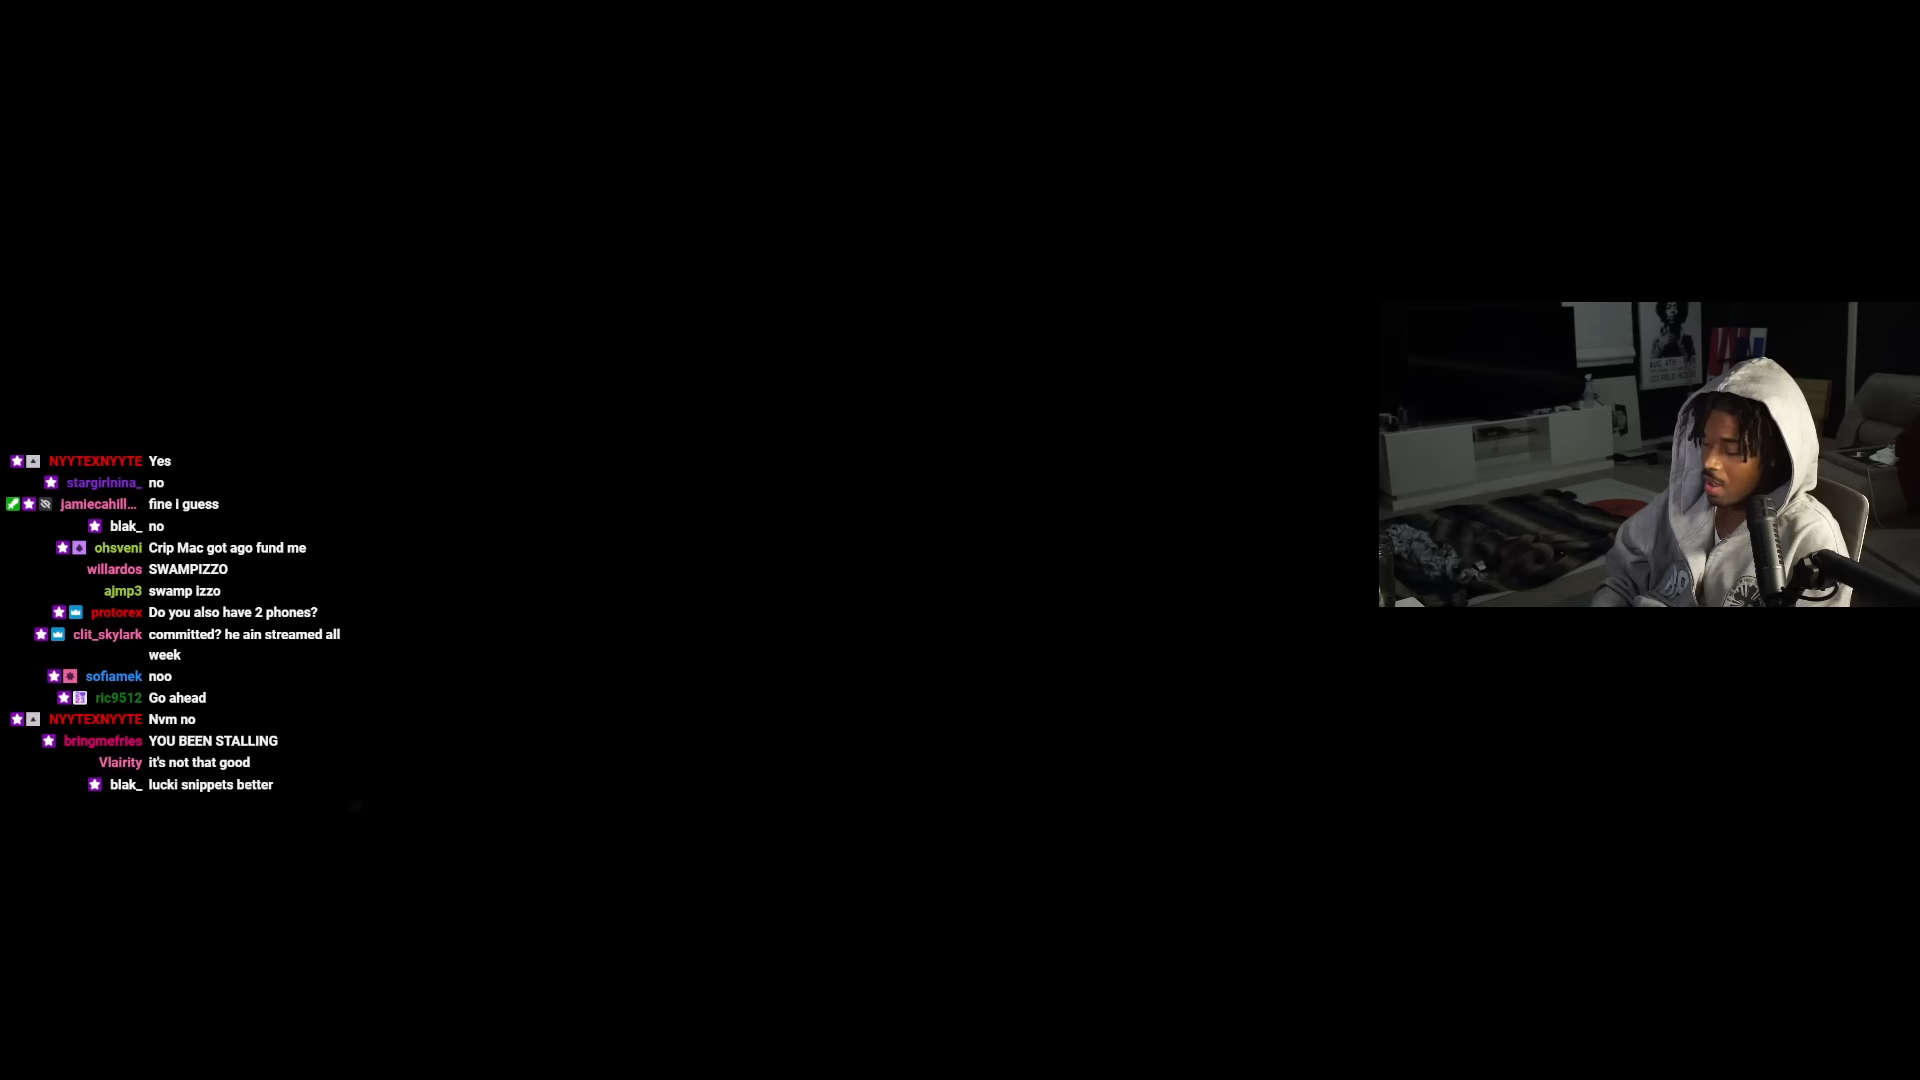 NYYTEXNYYTE Yes
stargirlnina_ no
jamiecahill... fine I guess
blak_ no
ohsveni Crip Mac got ago fund me
willardos SWAMPIZZO
ajmp3 swamp izzo
protorex Do you also have 2 phones?
clit_skylark committed? he ain streamed all
week
sofiamek noo
ric9512 Go ahead
NYYTEXNYYTE Nvm no
bringmefries YOU BEEN STALLING
Vlairity it's not that good
blak_ lucki snippets better
AUG 4TH